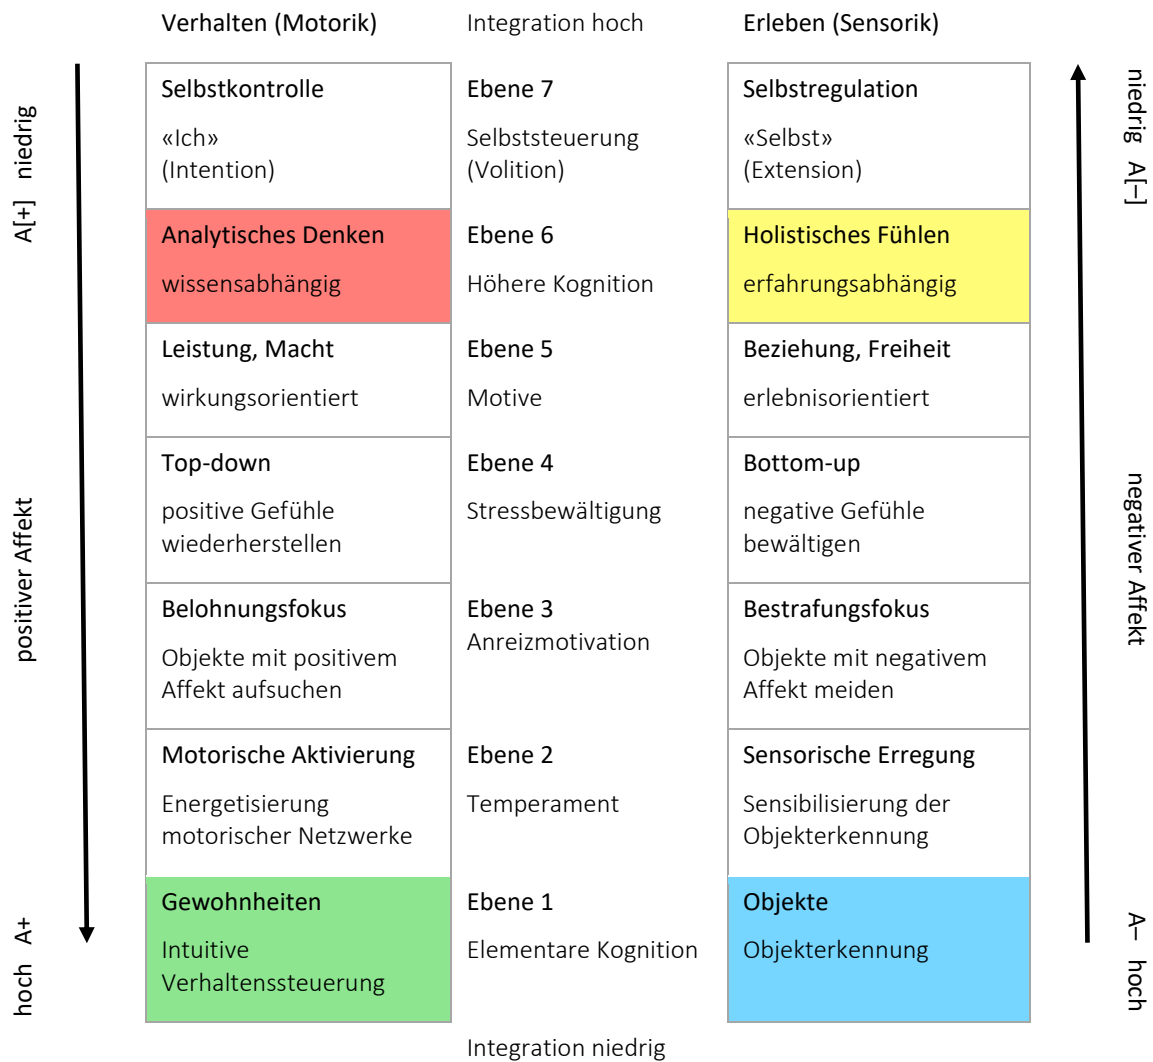 Verhalten (Motorik)
Integration hoch
Erleben (Sensorik)
A[+] niedrig
positiver Affekt
hoch A+
Selbstkontrolle
«Ich»
(Intention)
Ebene 7
Selbststeuerung
(Volition)
Selbstregulation
«Selbst»
(Extension)
Analytisches Denken
wissensabhängig
Ebene 6
Höhere Kognition
Holistisches Fühlen
erfahrungsabhängig
Leistung, Macht
wirkungsorientiert
Ebene 5
Motive
Beziehung, Freiheit
erlebnisorientiert
Top-down
positive Gefühle
wiederherstellen
Ebene 4
Stressbewältigung
Bottom-up
negative Gefühle
bewältigen
Belohnungsfokus
Objekte mit positivem
Affekt aufsuchen
Ebene 3
Anreizmotivation
Bestrafungsfokus
Objekte mit negativem
Affekt meiden
Motorische Aktivierung
Energetisierung
motorischer Netzwerke
Ebene 2
Temperament
Sensorische Erregung
Sensibilisierung der
Objekterkennung
Gewohnheiten
Intuitive
Verhaltenssteuerung
Ebene 1
Elementare Kognition
Objekte
Objekterkennung
niedrig A[–]
negativer Affekt
A– hoch
Integration niedrig